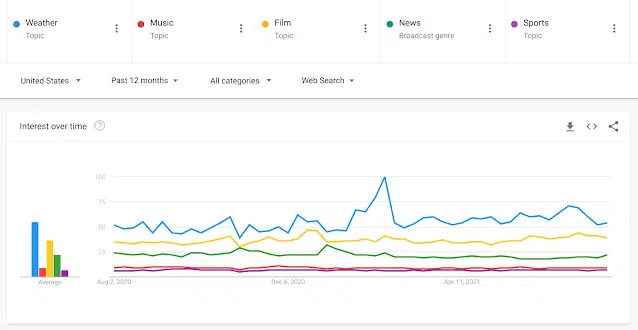 Weather Music Film News Sports
Topic Topic Topic Broadcast genre Topic
United States Past 12 months All categories Web Search
Interest over time ?
100
75
50
25
Average Aug 2, 2020 Dec 6, 2020 Apr 11, 2021